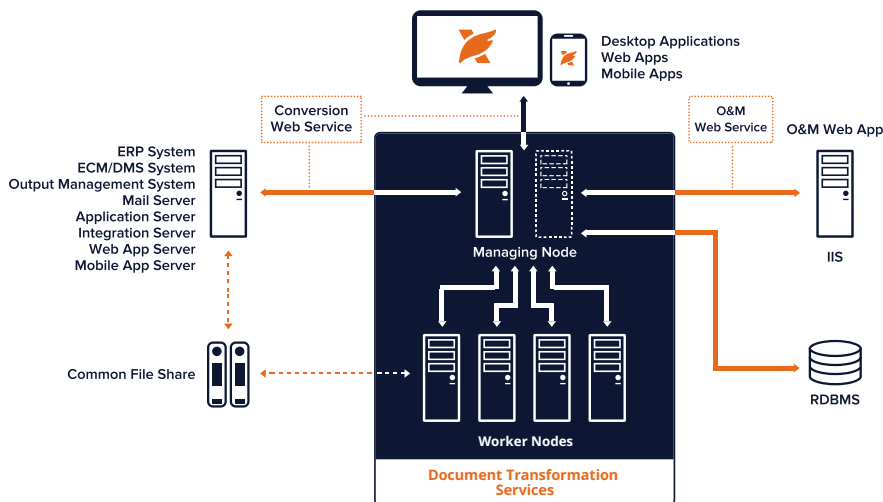 Desktop Applications
Web Apps
Mobile Apps
Conversion
Web Service
O&M
Web Service
O&M Web App
ERP System
ECM/DMS System
Output Management System
Mail Server
Application Server
Integration Server
Web App Server
Mobile App Server
Managing Node
IIS
Common File Share
RDBMS
Worker Nodes
Document Transformation
Services